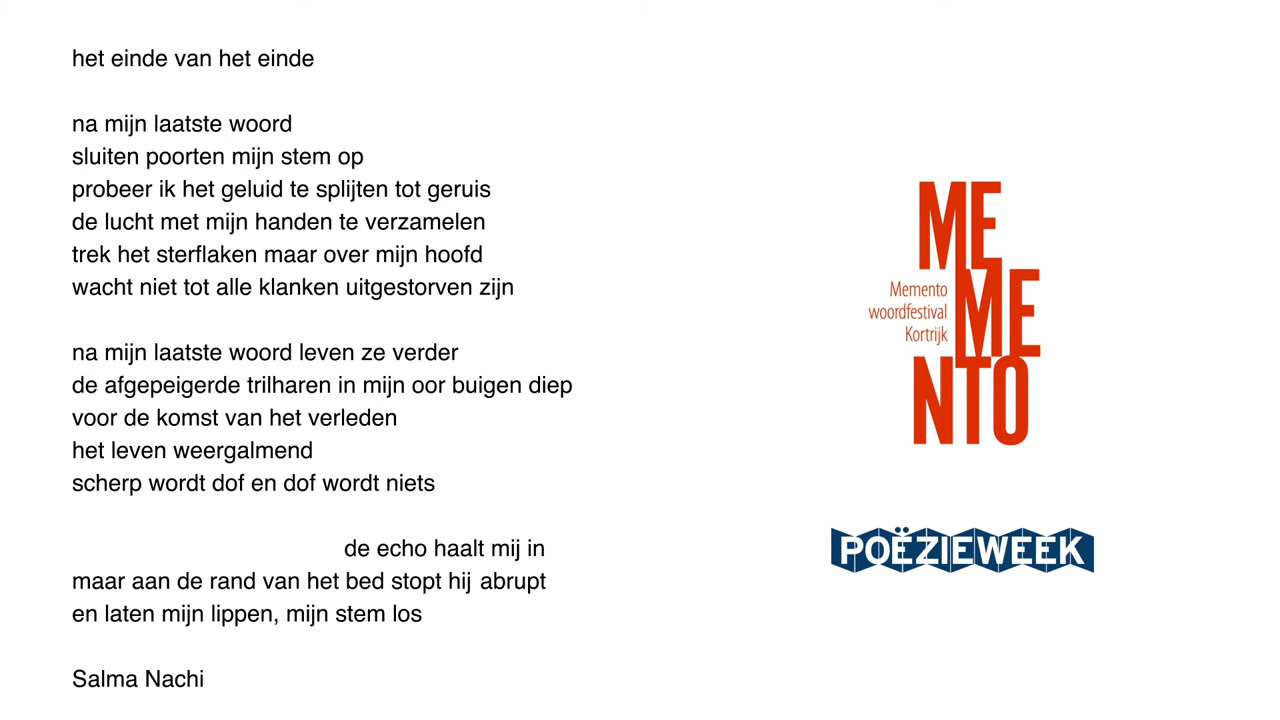 het einde van het einde
na mijn laatste woord
sluiten poorten mijn stem op
probeer ik het geluid te splijten tot geruis
de lucht met mijn handen te verzamelen
trek het sterflaken maar over mijn hoofd
wacht niet tot alle klanken uitgestorven zijn
na mijn laatste woord leven ze verder
de afgepeigerde trilharen in mijn oor buigen diep
voor de komst van het verleden
het leven weergalmend
scherp wordt dof en dof wordt niets
de echo haalt mij in
maar aan de rand van het bed stopt hij abrupt
en laten mijn lippen, mijn stem los
Salma Nachi
ME
ME
NTO
Memento
woordfestival
Kortrijk
POËZIEWEEK